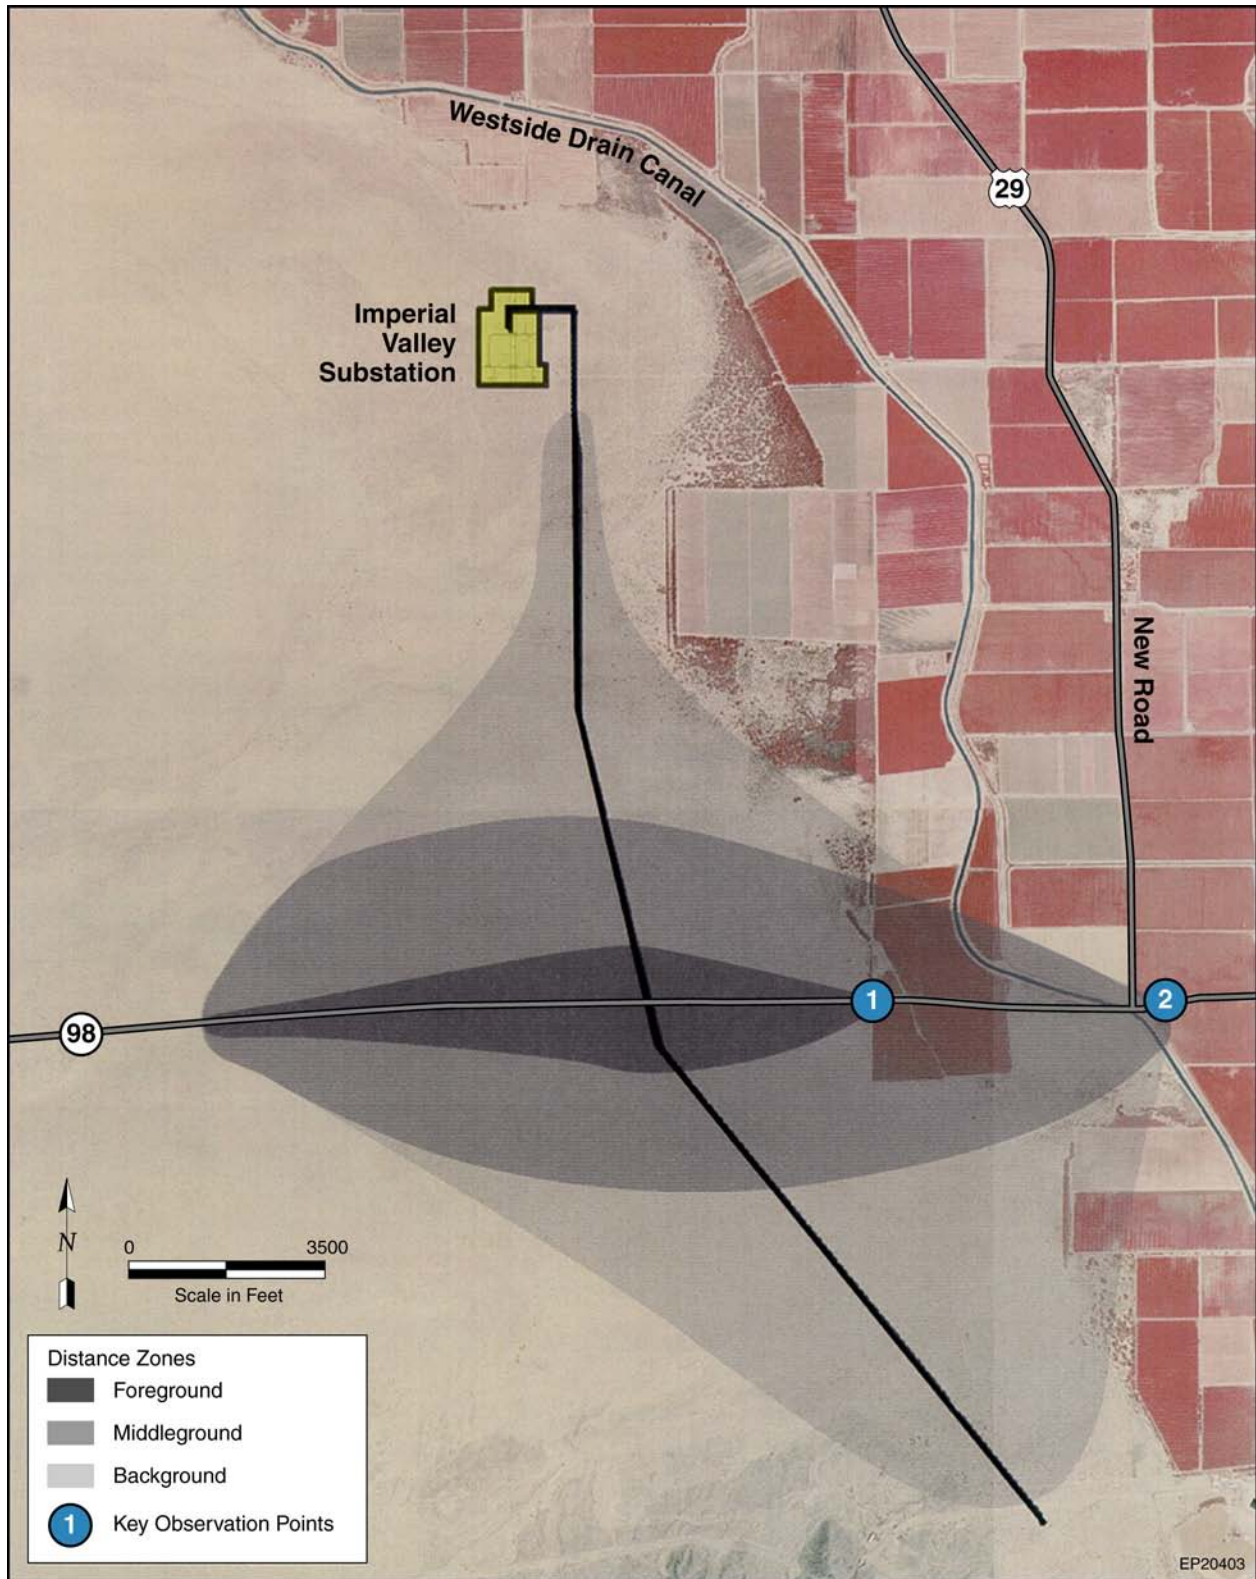 Westside Drain Canal
29
Imperial
Valley
Substation
New Road
1
2
98
N
0 3500
Scale in Feet
Distance Zones
Foreground
Middleground
Background
1 Key Observation Points
EP20403